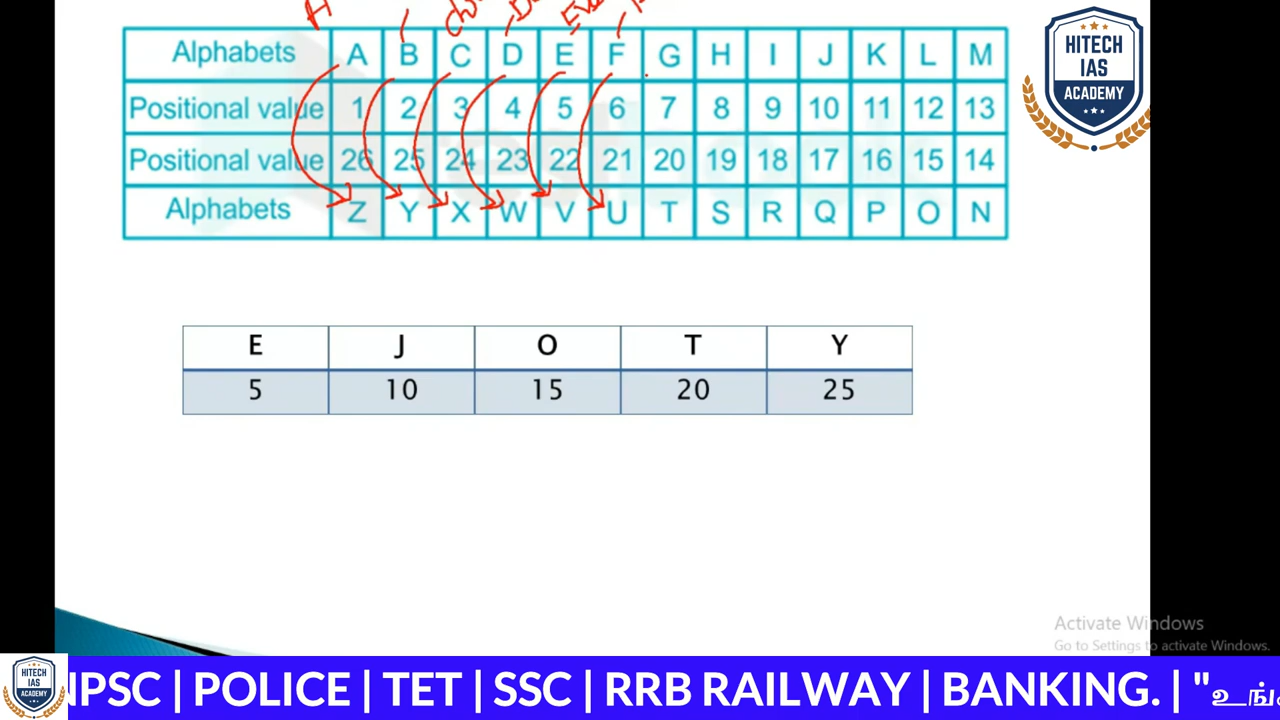 Alphabets A B C D E F G H I J K L M
Positional value 1 2 3 4 5 6 7 8 9 10 11 12 13
Positional value 26 25 24 23 22 21 20 19 18 17 16 15 14
Alphabets Z Y X W V U T S R Q P O N
HITECH
IAS
ACADEMY
E J O T Y
5 10 15 20 25
Activate Windows
Go to Settings to activate Windows.
HITECH
IAS
ACADEMY
NPSC | POLICE | TET | SSC | RRB RAILWAY | BANKING. | "